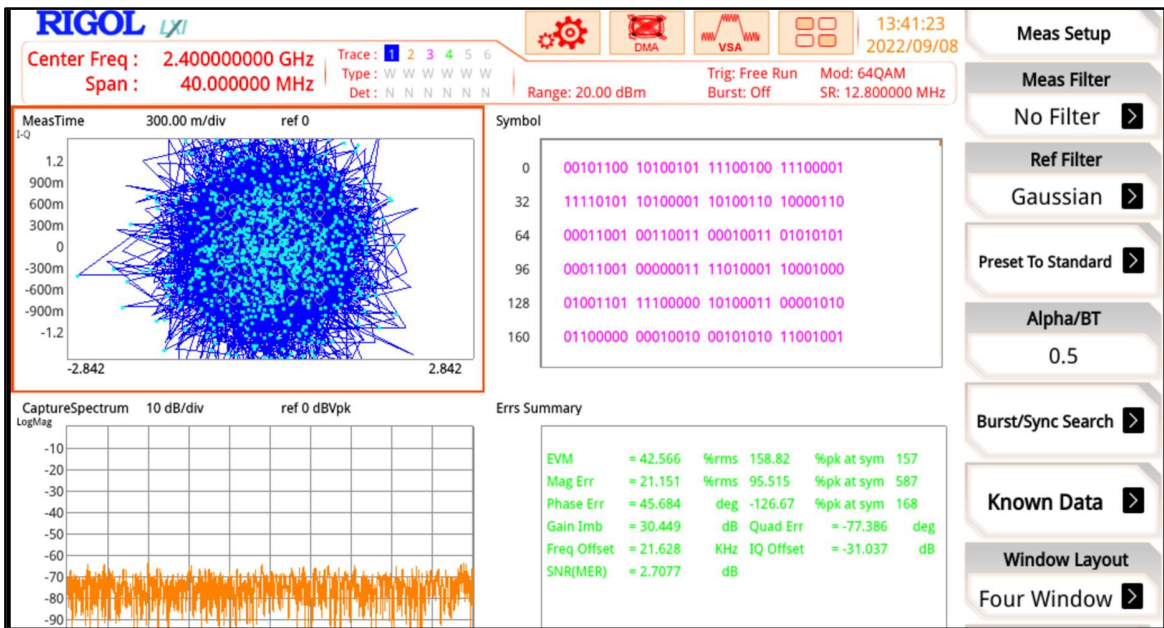 RIGOL LXI
DMA
VSA
13:41:23
2022/09/08
Center Freq : 2.400000000 GHz
Span : 40.000000 MHz
Trace : 1 2 3 4 5 6
Type : W W W W W W
Det : N N N N N N
Range: 20.00 dBm
Trig: Free Run
Burst: Off
Mod: 64QAM
SR: 12.800000 MHz
MeasTime 300.00 m/div ref 0
I-Q
1.2
900m
600m
300m
0
-300m
-600m
-900m
-1.2
-2.842 2.842
Symbol
0 00101100 10100101 11100100 11100001
32 11110101 10100001 10100110 10000110
64 00011001 00110011 00010011 01010101
96 00011001 00000011 11010001 10001000
128 01001101 11100000 10100011 00001010
160 01100000 00010010 00101010 11001001
CaptureSpectrum 10 dB/div ref 0 dBVpk
LogMag
-10
-20
-30
-40
-50
-60
-70
-80
-90
Errs Summary
EVM = 42.566 %rms 158.82 %pk at sym 157
Mag Err = 21.151 %rms 95.515 %pk at sym 587
Phase Err = 45.684 deg -126.67 %pk at sym 168
Gain Imb = 30.449 dB Quad Err = -77.386 deg
Freq Offset = 21.628 KHz IQ Offset = -31.037 dB
SNR(MER) = 2.7077 dB
Meas Setup
Meas Filter
No Filter
Ref Filter
Gaussian
Preset To Standard
Alpha/BT
0.5
Burst/Sync Search
Known Data
Window Layout
Four Window